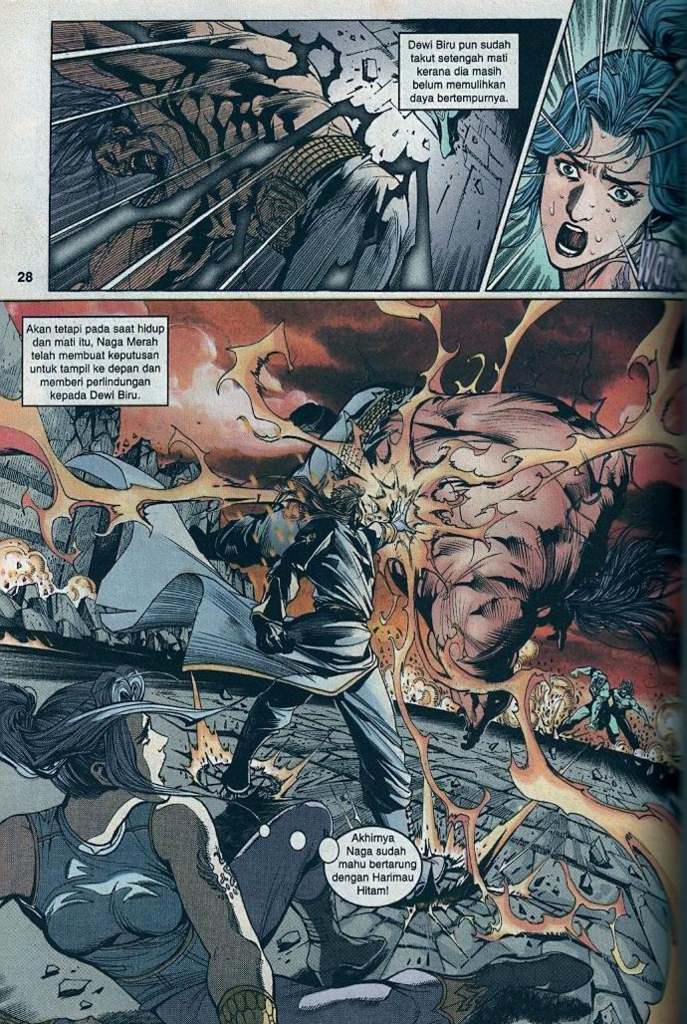 Dewi Biru pun sudah
takut setengah mati
kerana dia masih
belum memulihkan
daya bertempurnya.
28
Akan tetapi pada saat hidup
dan mati itu, Naga Merah
telah membuat keputusan
untuk tampil ke depan dan
memberi perlindungan
kepada Dewi Biru.
Akhirnya
Naga sudah
mahu bertarung
dengan Harimau
Hitam!